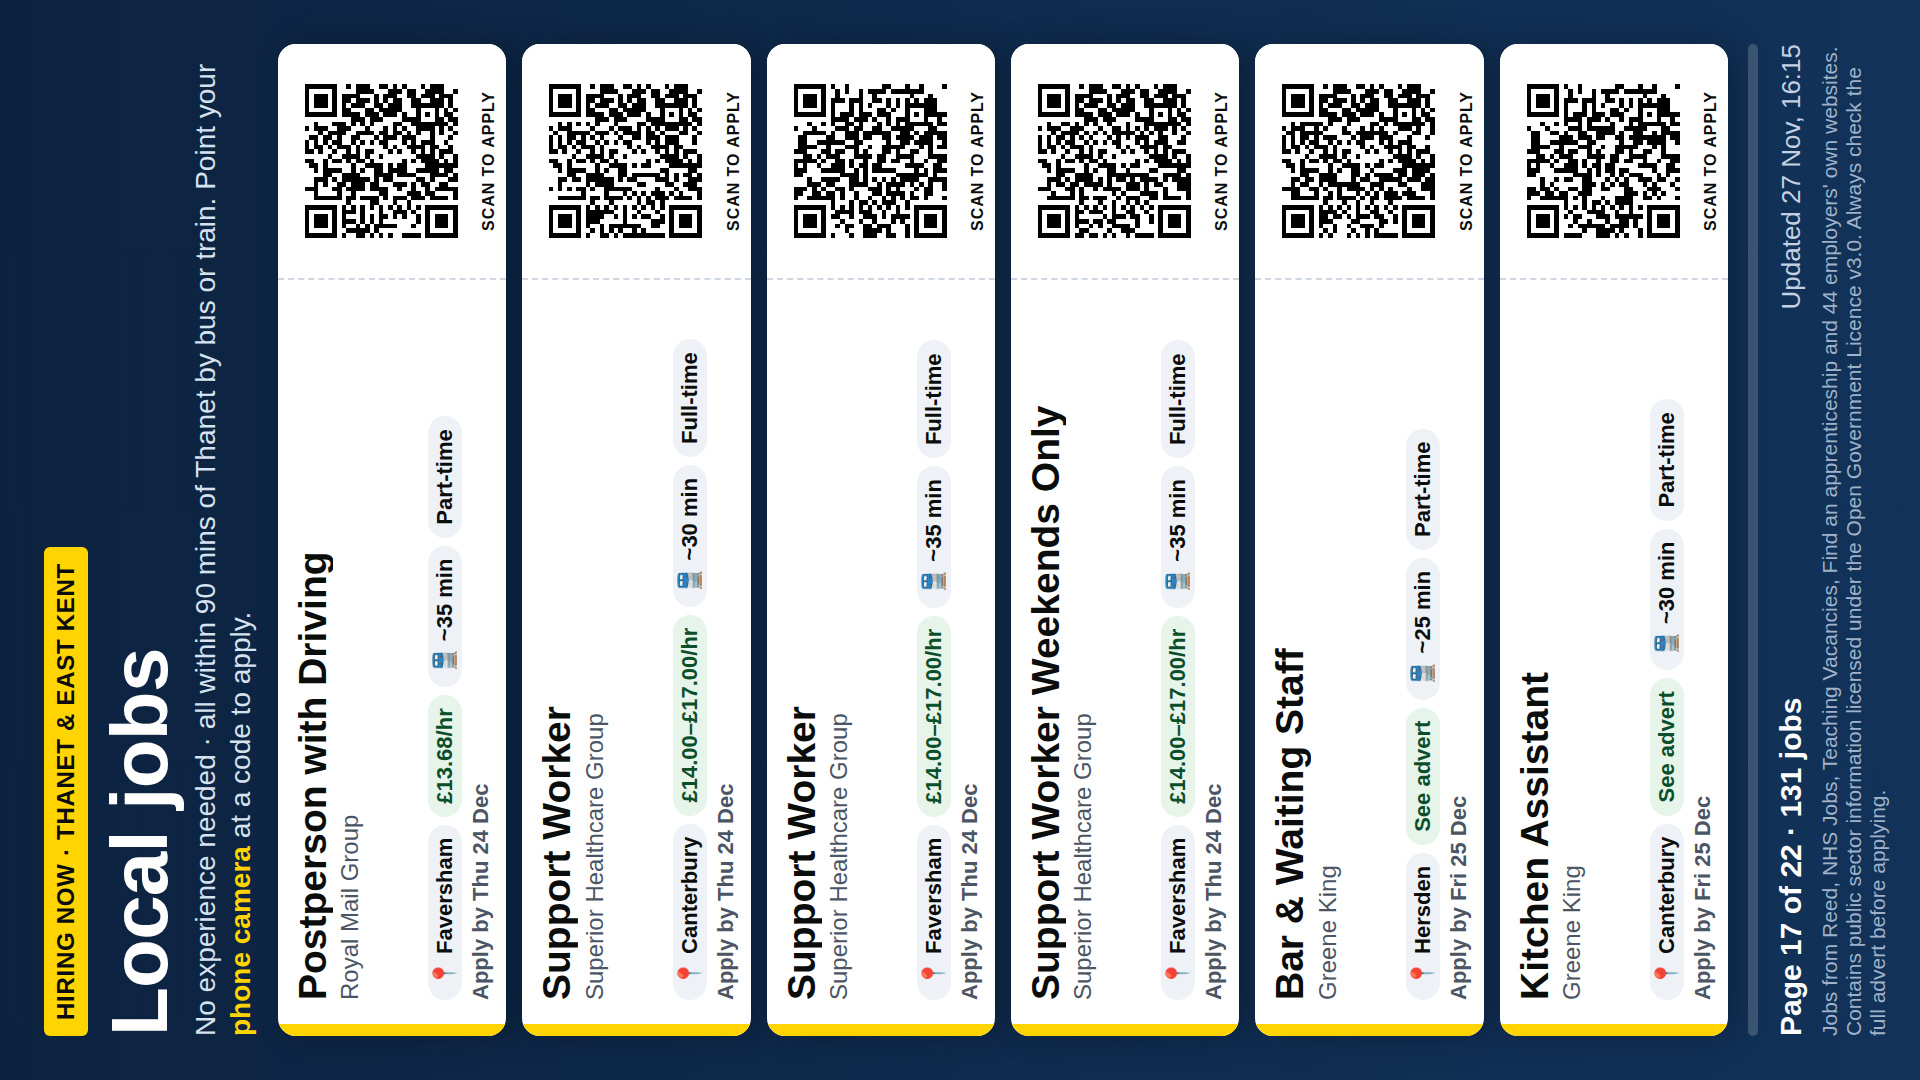 HIRING NOW · THANET & EAST KENT
Local jobs
No experience needed · all within 90 mins of Thanet by bus or train. Point your
phone camera at a code to apply.
Postperson with Driving
Royal Mail Group
📍 Faversham
£13.68/hr
🚆 ~35 min
Part-time
Apply by Thu 24 Dec
SCAN TO APPLY
Support Worker
Superior Healthcare Group
📍 Canterbury
£14.00–£17.00/hr
🚆 ~30 min
Full-time
Apply by Thu 24 Dec
SCAN TO APPLY
Support Worker
Superior Healthcare Group
📍 Faversham
£14.00–£17.00/hr
🚆 ~35 min
Full-time
Apply by Thu 24 Dec
SCAN TO APPLY
Support Worker Weekends Only
Superior Healthcare Group
📍 Faversham
£14.00–£17.00/hr
🚆 ~35 min
Full-time
Apply by Thu 24 Dec
SCAN TO APPLY
Bar & Waiting Staff
Greene King
📍 Hersden
See advert
🚆 ~25 min
Part-time
Apply by Fri 25 Dec
SCAN TO APPLY
Kitchen Assistant
Greene King
📍 Canterbury
See advert
🚆 ~30 min
Part-time
Apply by Fri 25 Dec
SCAN TO APPLY
Page 17 of 22 · 131 jobs
Updated 27 Nov, 16:15
Jobs from Reed, NHS Jobs, Teaching Vacancies, Find an apprenticeship and 44 employers' own websites.
Contains public sector information licensed under the Open Government Licence v3.0. Always check the
full advert before applying.